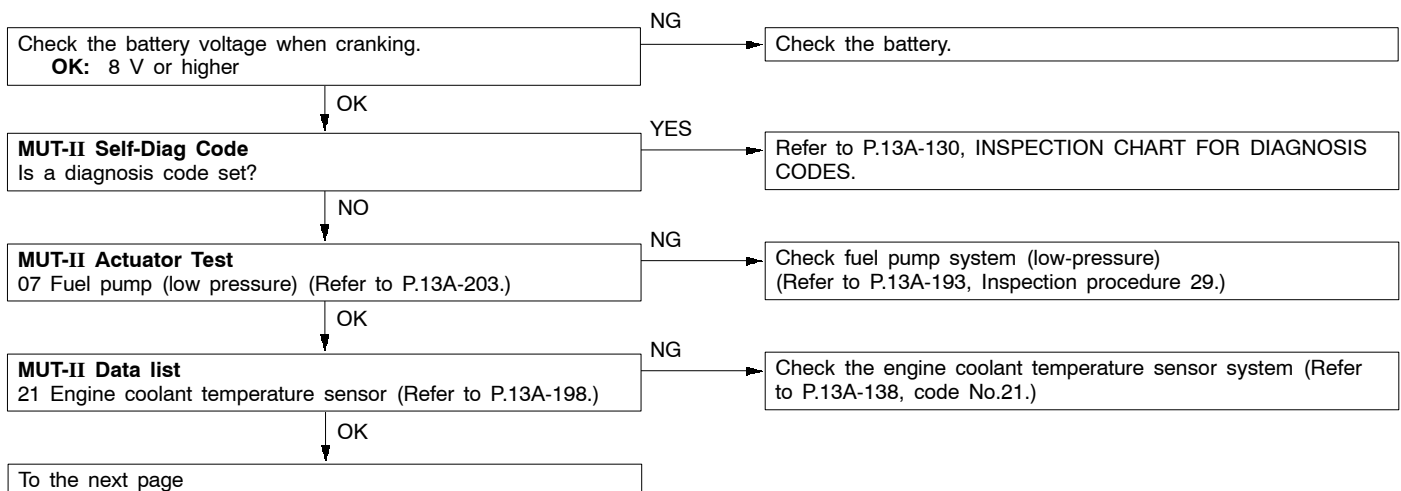 NG
Check the battery voltage when cranking.
OK: 8 V or higher
Check the battery.
OK
YES
MUT-II Self-Diag Code
Is a diagnosis code set?
Refer to P.13A-130, INSPECTION CHART FOR DIAGNOSIS
CODES.
NO
NG
MUT-II Actuator Test
07 Fuel pump (low pressure) (Refer to P.13A-203.)
Check fuel pump system (low-pressure)
(Refer to P.13A-193, Inspection procedure 29.)
OK
NG
MUT-II Data list
21 Engine coolant temperature sensor (Refer to P.13A-198.)
Check the engine coolant temperature sensor system (Refer
to P.13A-138, code No.21.)
OK
To the next page